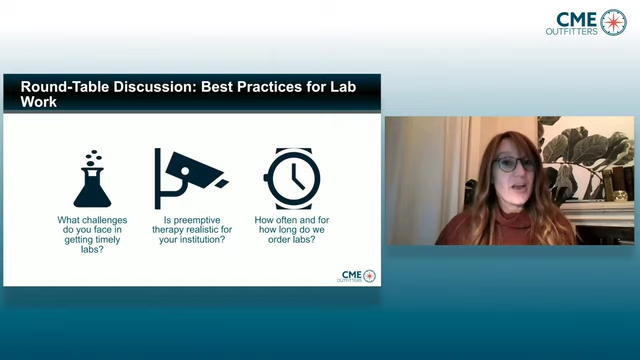 CME
OUTFITTERS
Round-Table Discussion: Best Practices for Lab
Work
What challenges
do you face in
getting timely
labs?
Is preemptive
therapy realistic for
your institution?
How often and for
how long do we
order labs?
CME
OUTFITTERS